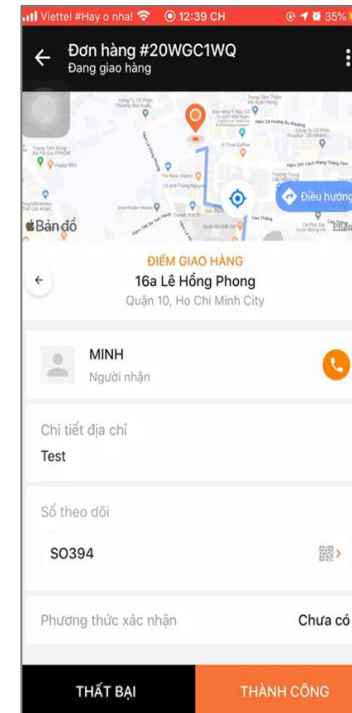 Viettel #Hay o nha! 12:39 CH 35%
Đơn hàng #20WGC1WQ
Đang giao hàng
Điều hướng
Bản đồ
ĐIỂM GIAO HÀNG
16a Lê Hồng Phong
Quận 10, Ho Chi Minh City
MINH
Người nhận
Chi tiết địa chỉ
Test
Số theo dõi
SO394
Phương thức xác nhận Chưa có
THẤT BẠI THÀNH CÔNG